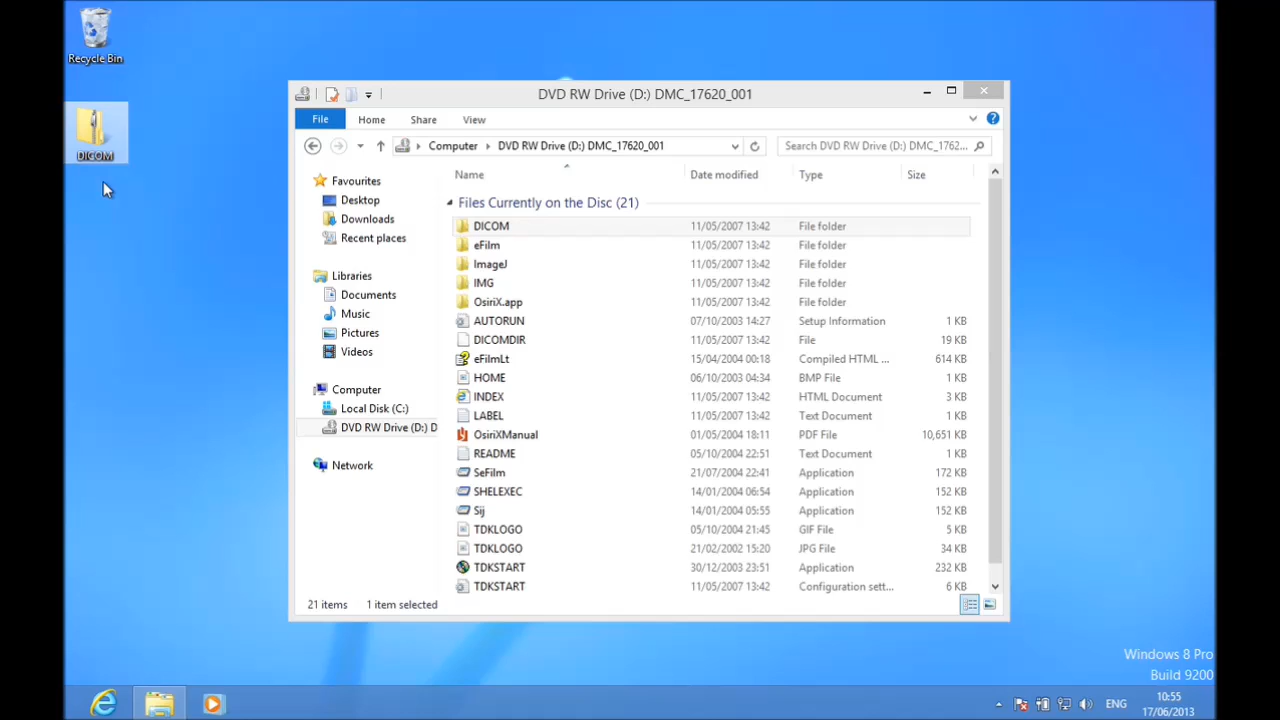 Recycle Bin
DICOM
DVD RW Drive (D:) DMC_17620_001
File Home Share View
Computer DVD RW Drive (D:) DMC_17620_001 Search DVD RW Drive (D:) DMC_1762...
Favourites
Desktop
Downloads
Recent places
Libraries
Documents
Music
Pictures
Videos
Computer
Local Disk (C:)
DVD RW Drive (D:) D
Network
Name Date modified Type Size
Files Currently on the Disc (21)
DICOM 11/05/2007 13:42 File folder
eFilm 11/05/2007 13:42 File folder
ImageJ 11/05/2007 13:42 File folder
IMG 11/05/2007 13:42 File folder
OsiriX.app 11/05/2007 13:42 File folder
AUTORUN 07/10/2003 14:27 Setup Information 1 KB
DICOMDIR 11/05/2007 13:42 File 19 KB
eFilmLt 15/04/2004 00:18 Compiled HTML ... 614 KB
HOME 06/10/2003 04:34 BMP File 1 KB
INDEX 11/05/2007 13:42 HTML Document 3 KB
LABEL 11/05/2007 13:42 Text Document 1 KB
OsiriXManual 01/05/2004 18:11 PDF File 10,651 KB
README 05/10/2004 22:51 Text Document 1 KB
SeFilm 21/07/2004 22:41 Application 172 KB
SHELEXEC 14/01/2004 06:54 Application 152 KB
Sij 14/01/2004 05:55 Application 152 KB
TDKLOGO 05/10/2004 21:45 GIF File 5 KB
TDKLOGO 21/02/2002 15:20 JPG File 34 KB
TDKSTART 30/12/2003 23:51 Application 232 KB
TDKSTART 11/05/2007 13:42 Configuration sett... 6 KB
21 items 1 item selected
Windows 8 Pro
Build 9200
ENG
10:55
17/06/2013